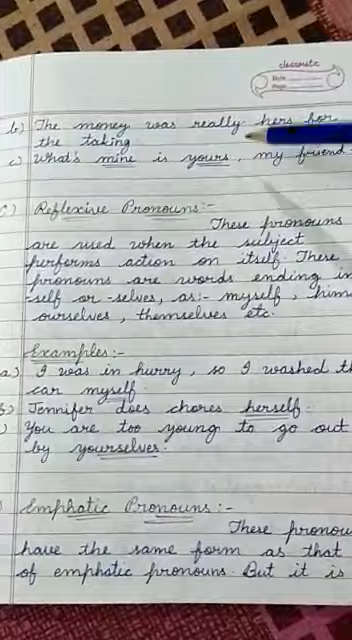 classmate
Date
Page
b) The money was really hers for
the taking
c) What's mine is yours, my friend.
C) Reflexive Pronouns:-
These pronouns
are used when the subject
performs action on itself. These
pronouns are words ending in
-self or -selves, as:- myself, him
ourselves, themselves etc.
Examples:-
a.) I was in hurry, so I washed th
car myself.
b) Jennifer does chores herself.
) You are too young to go out
by yourselves.
) Emphatic Pronouns:-
These pronou
have the same form as that
of emphatic pronouns. But it is